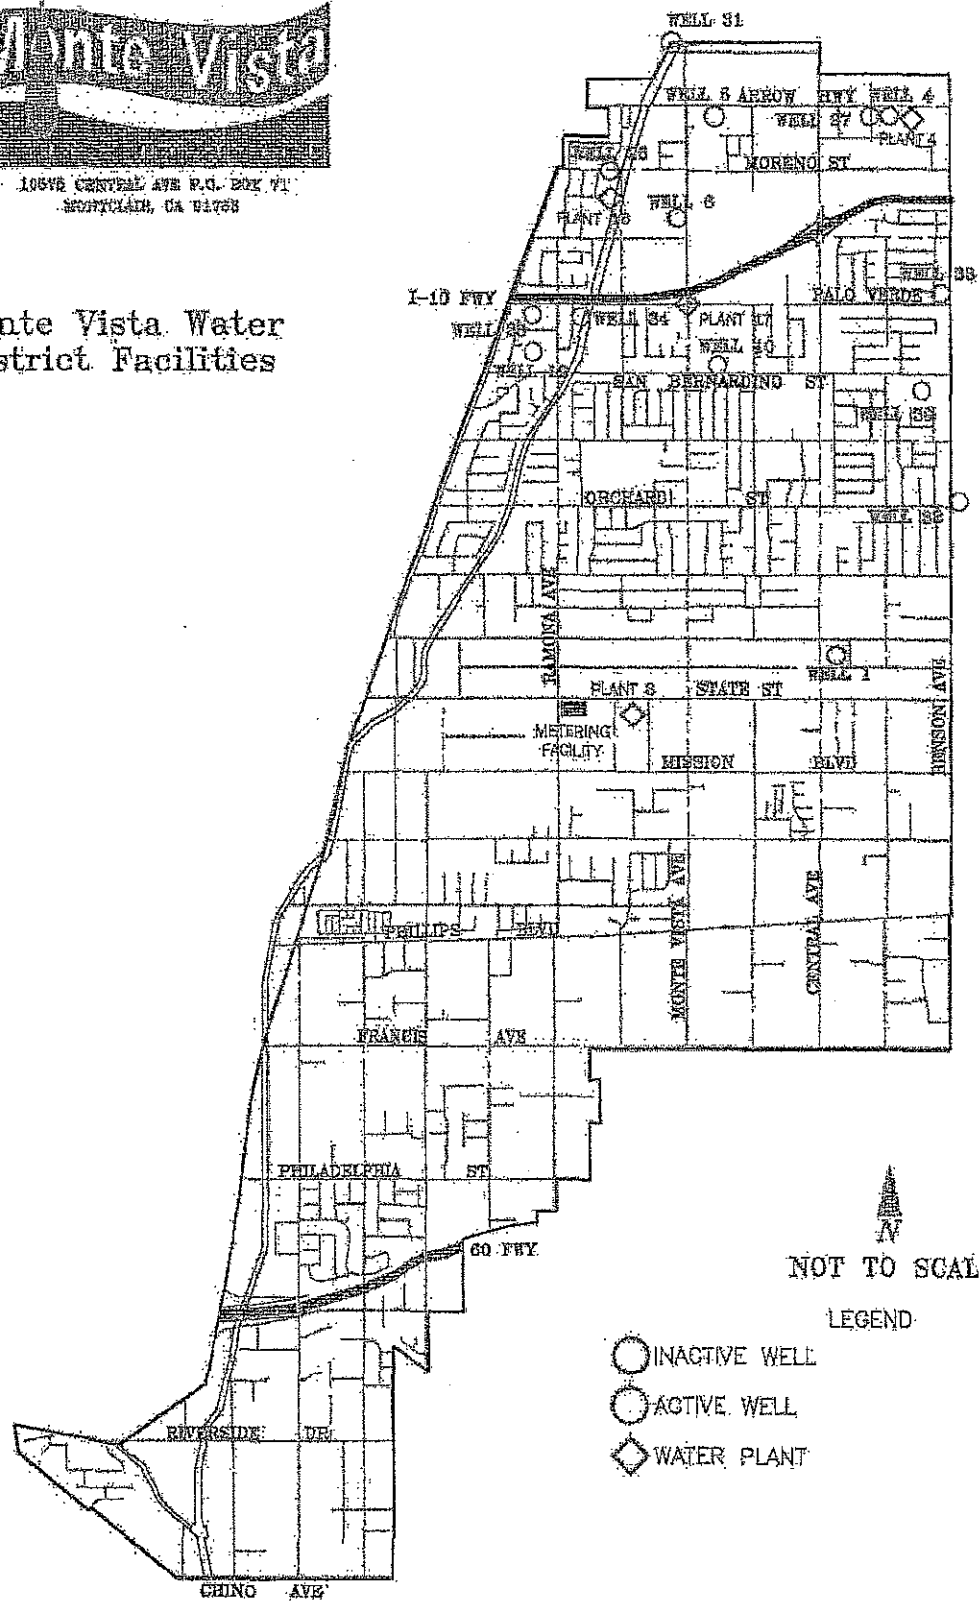 Monte Vista
10575 CENTRAL AVE P.O. BOX 71
MONTCLAIR, CA 91763
nte Vista Water
strict Facilities
WELL 31
WELL 5 ARROW HWY WELL 4
WELL 27
PLANT 4
MORENO ST
WELL 6
PLANT
I-10 FWY
WELL
WELL 34
PLANT 17
PALO VERDE
WELL 33
WELL
WELL
SAN BERNARDINO ST
WELL
ORCHARD ST
WELL
RAMONA AVE
WELL 1
PLANT 8
STATE ST
BENSON AVE
METERING
FACILITY
MISSION BLVD
MONTE VISTA AVE
CENTRAL AVE
PHILLIPS BLVD
FRANCIS AVE
PHILADELPHIA ST
60 FWY
RIVERSIDE DR
CHINO AVE
N
NOT TO SCAL
LEGEND
INACTIVE WELL
ACTIVE WELL
WATER PLANT